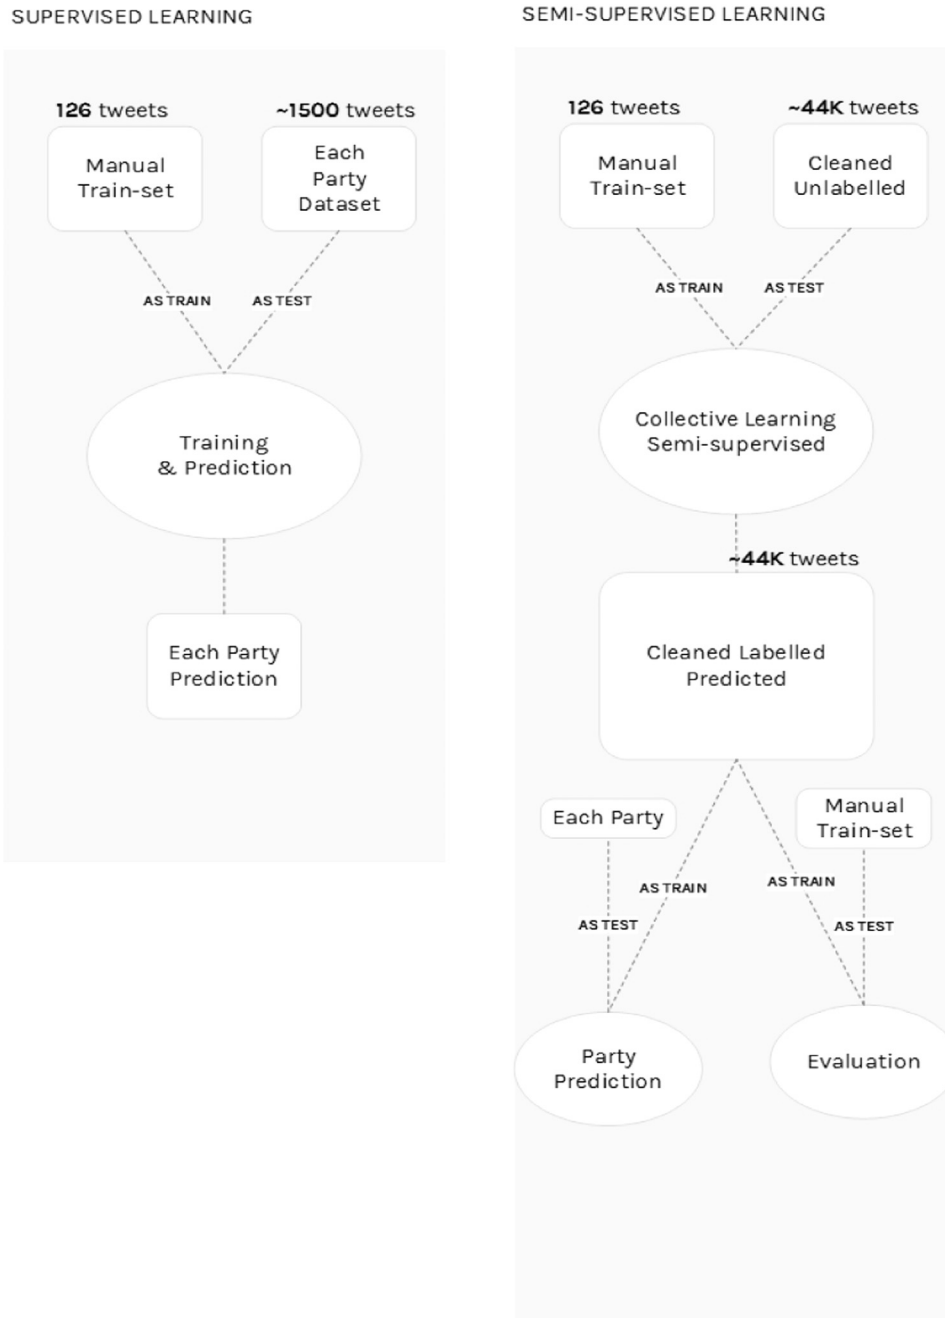 SUPERVISED LEARNING
126 tweets
~1500 tweets
Manual
Train-set
Each
Party
Dataset
AS TRAIN
AS TEST
Training
& Prediction
Each Party
Prediction
SEMI-SUPERVISED LEARNING
126 tweets
~44K tweets
Manual
Train-set
Cleaned
Unlabelled
AS TRAIN
AS TEST
Collective Learning
Semi-supervised
~44K tweets
Cleaned Labelled
Predicted
Each Party
Manual
Train-set
AS TRAIN
AS TRAIN
AS TEST
AS TEST
Party
Prediction
Evaluation